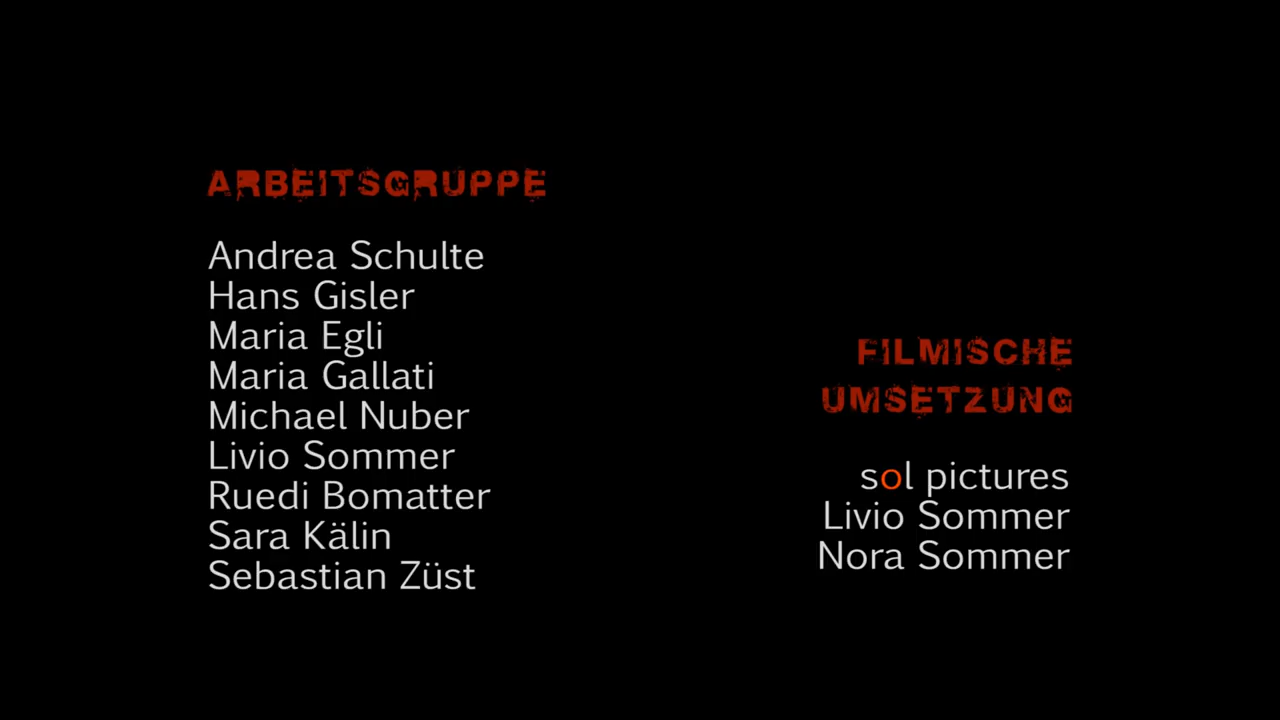 ARBEITSGRUPPE
Andrea Schulte
Hans Gisler
Maria Egli
Maria Gallati
Michael Nuber
Livio Sommer
Ruedi Bomatter
Sara Kälin
Sebastian Züst
FILMISCHE
UMSETZUNG
sol pictures
Livio Sommer
Nora Sommer